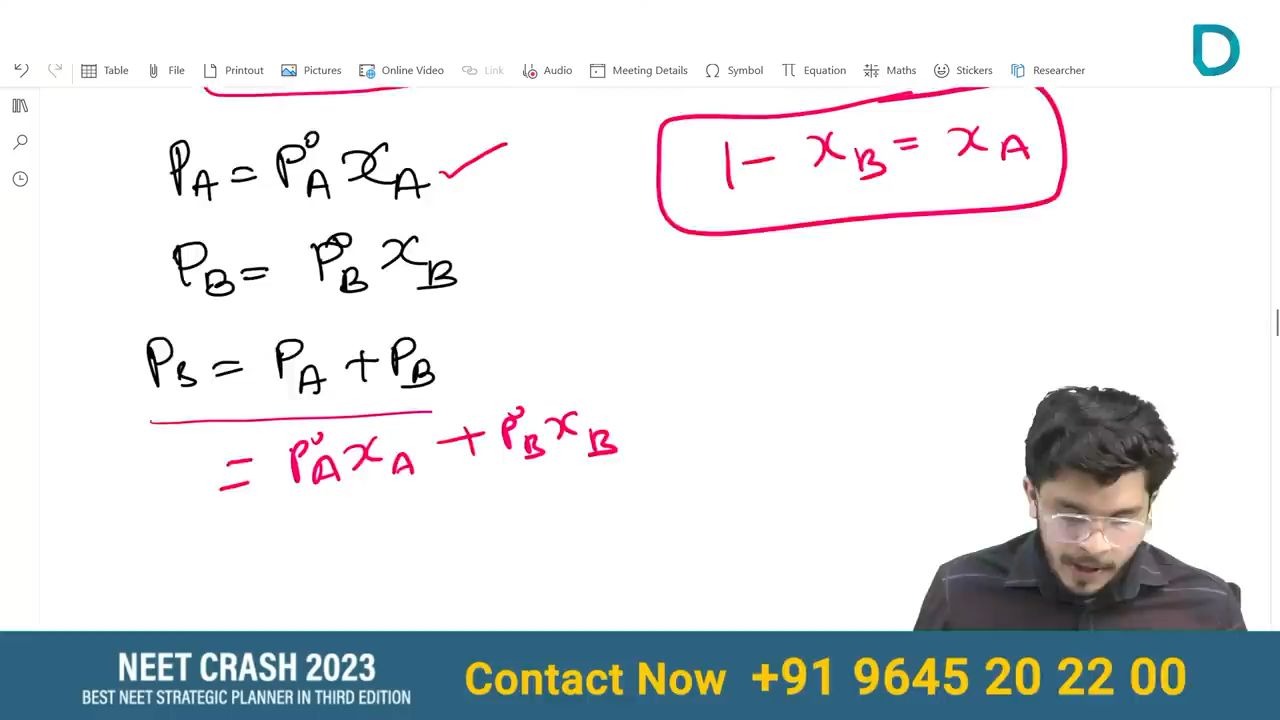 D
Table File Printout Pictures Online Video Link Audio Meeting Details Symbol Equation Maths Stickers Researcher
P_A = P°_A x_A ✓
1 - x_B = x_A
P_B = P°_B x_B
P_S = P_A + P_B
= P°_A x_A + P°_B x_B
NEET CRASH 2023
BEST NEET STRATEGIC PLANNER IN THIRD EDITION
Contact Now +91 9645 20 22 00